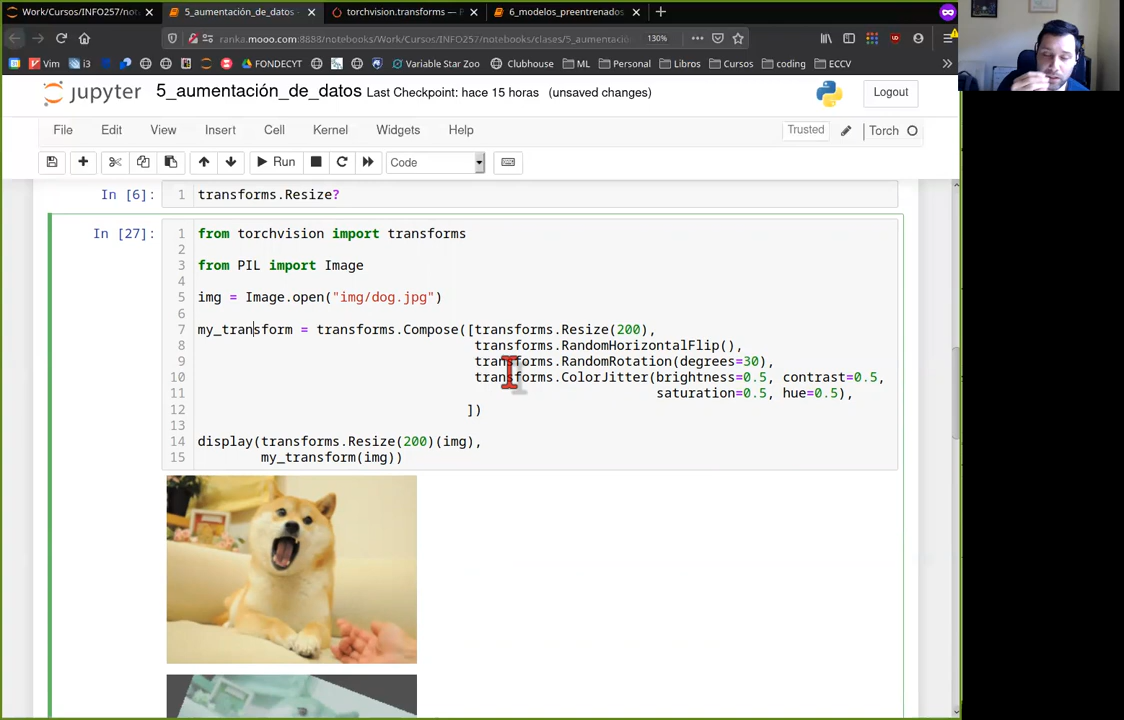 Work/Cursos/INFO257/not
5_aumentación_de_datos
torchvision.transforms — P
6_modelos_preentrenados
ranka.mooo.com:8888/notebooks/Work/Cursos/INFO257/notebooks/clases/5_aumentació
130%
Vim
i3
FONDECYT
Variable Star Zoo
Clubhouse
ML
Personal
Libros
Cursos
coding
ECCV
jupyter
5_aumentación_de_datos Last Checkpoint: hace 15 horas (unsaved changes)
Logout
File Edit View Insert Cell Kernel Widgets Help
Trusted
Torch
Run
Code
In [6]: 1 transforms.Resize?
In [27]: 1 from torchvision import transforms
2
3 from PIL import Image
4
5 img = Image.open("img/dog.jpg")
6
7 my_transform = transforms.Compose([transforms.Resize(200),
8 transforms.RandomHorizontalFlip(),
9 transforms.RandomRotation(degrees=30),
10 transforms.ColorJitter(brightness=0.5, contrast=0.5,
11 saturation=0.5, hue=0.5),
12 ])
13
14 display(transforms.Resize(200)(img),
15 my_transform(img))